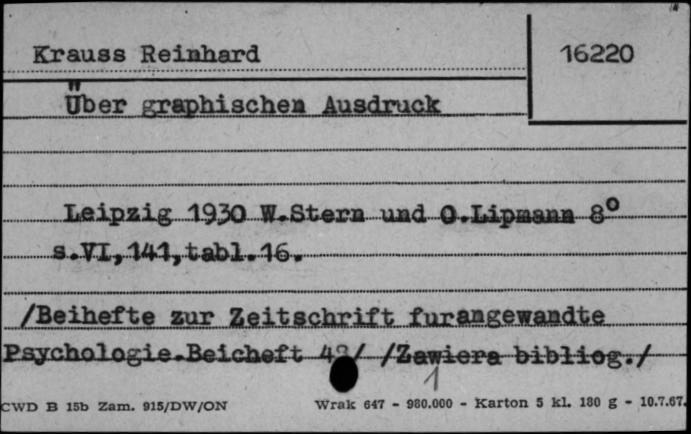 Krauss Reinhard
16220
Über graphischen Ausdruck
Leipzig 1930 W.Stern und O.Lipmann 8°
s.VI,141,tabl.16.
/Beihefte zur Zeitschrift furangewandte
Psychologie.Beicheft 48/ /Zawiera bibliog./
1
CWD B 15b Zam. 915/DW/ON
Wrak 647 - 980.000 - Karton 5 kl. 180 g - 10.7.67.